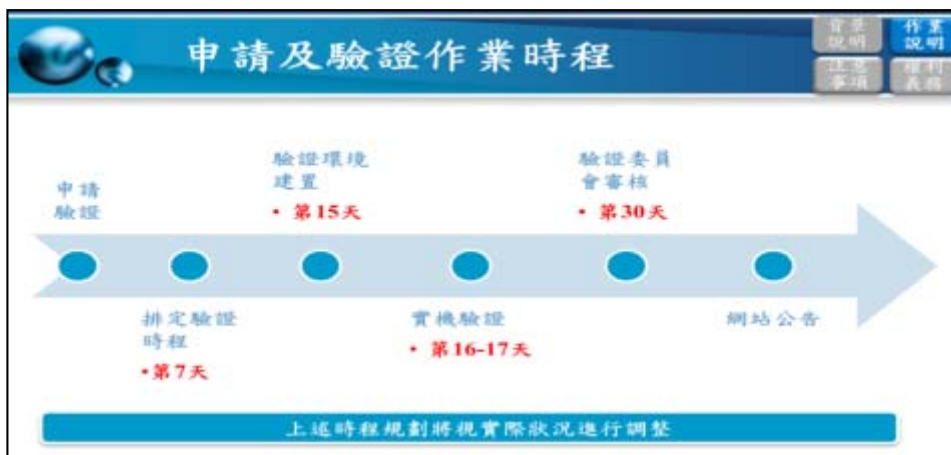 申請及驗證作業時程
背景
說明
作業
說明
注意
事項
權利
義務
申請
驗證
驗證環境
建置
• 第15天
驗證委員
會審核
• 第30天
排定驗證
時程
•第7天
實機驗證
• 第16-17天
網站公告
上述時程規劃將視實際狀況進行調整